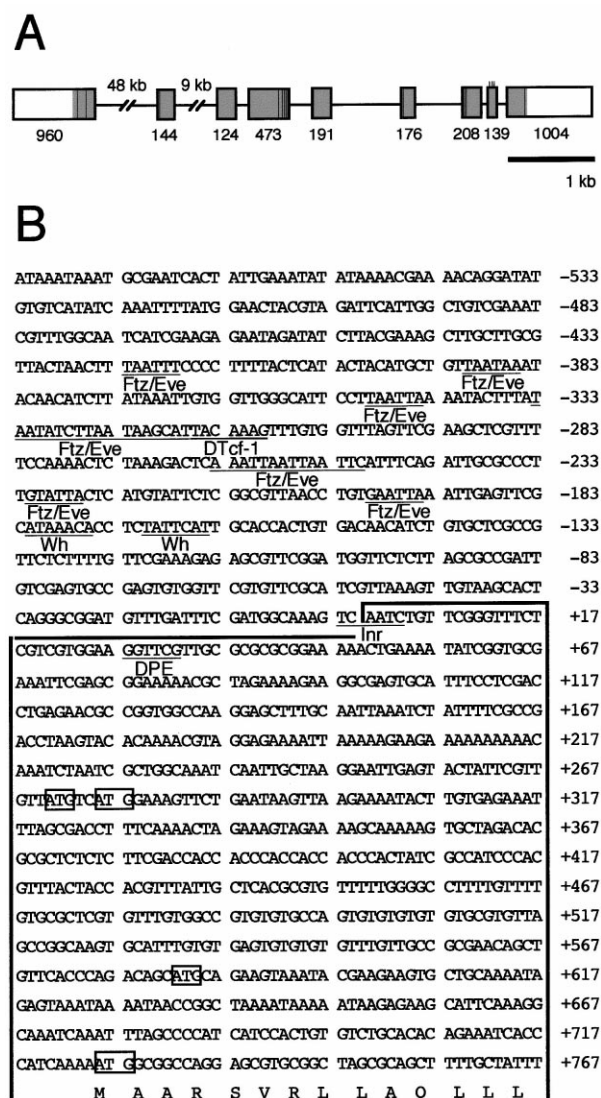 A
48 kb 9 kb
960 144 124 473 191 176 208 139 1004
1 kb
B
ATAAATAAAT GCGAATCACT ATTGAAATAT ATAAAACGAA AACAGGATAT −533
GTGTCATATC AAATTTTATG GAACTACGTA GATTCATTGG CTGTCGAAAT −483
CGTTTGGCAA TCATCGAAGA GAATAGATAT CTTACGAAAG CTTGCTTGCG −433
TTACTAACTT TAATTTCCCC TTTTACTCAT ACTACATGCT GTTAATAAAT −383
Ftz/Eve Ftz/Eve
ACAACATCTT ATAAATTGTG GTTGGGCATT CCTTAATTAA AATACTTTAT −333
Ftz/Eve
AATATCTTAA TAAGCATTAC AAAGTTTGTG GTTTAGTTCG AAGCTCGTTT −283
Ftz/Eve DTcf-1
TCCAAAACTC TAAAGACTCA AATTAATTAA TTCATTTCAG ATTGCGCCCT −233
Ftz/Eve
TGTATTACTC ATGTATTCTC GGCGTTAACC TGTGAATTAA AATTGAGTTCG −183
Ftz/Eve Ftz/Eve
CATAAACACC TCTATTCATT GCACCACTGT GACAACATCT GTGCTCGCCG −133
Wh Wh
TTCTCTTTTG TTCGAAAGAG AGCGTTCGGA TGGTTCTCTT AGCGCCGATT −83
GTCGAGTGCC GAGTGTGGTT CGTGTTCGCA TCGTTAAAGT TGTAAGCACT −33
CAGGGCGGAT GTTTGATTTC GATGGCAAAG TCAATCTGT TCGGGTTTCT +17
Inr
CGTCGTGGAA GGTTCGTTGC GCGCGCGGAA AAACTGAAAA TATCGGTGCG +67
DPE
AAATTCGAGC GGAAAAACGC TAGAAAAGAAG GCGAGTGCA TTTCCTCGAC +117
CTGAGAACGC CGGTGGCCAA GGAGCTTTGC AATTAAATCT ATTTTCGCCG +167
ACCTAAGTAC ACAAAACGTA GGAGAAAATT AAAAAGAAGA AAAAAAAAAC +217
AAATCTAATC GCTGGCAAAT CAATTGCTAA GGAATTGAGT ACTATTCGTT +267
GTTATGTCAT GGAAAGTTCT GAATAAGTTA AGAAAATACT TGTGAGAAAT +317
TTAGCGACCT TTCAAAACTA GAAAGTAGAA AAGCAAAAAG TGCTAGACAC +367
GCGCTCTCTC TTCGACCACC ACCCACCACC ACCCACTATC GCCATCCCAC +417
GTTTACTACC ACGTTTATTG CTCACGCGTG TTTTTGGGGC CTTTTGTTTT +467
GTGCGCTCGT GTTTGTGGCC GTGTGTGCCA GTGTGTGTGT GTGCGTGTTA +517
GCCGGCAAGT GCATTTGTGT GAGTGTGTGT GTTTGTTGCC GCGAACAGCT +567
GTTCACCCAG ACAGCATGCA GAAGTAAATA CGAAGAAGTG CTGCAAAATA +617
GAGTAAATAA AAATAACCGGC TAAAATAAAA ATAAGAGAAG CATTCAAAGG +667
CAAATCAAAT TTAGCCCCAT CATCCACTGT GTCTGCACAC AGAAATCACC +717
CATCAAAAATG GCGGCCAGG AGCGTGCGGC TAGCGCAGCT TTTGCTATTT +767
M A A R S V R L L A Q L L L